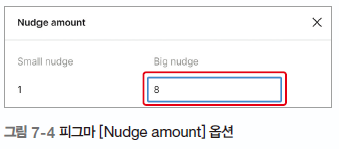 Nudge amount ×
Small nudge Big nudge
1 8
그림 7-4 피그마 [Nudge amount] 옵션